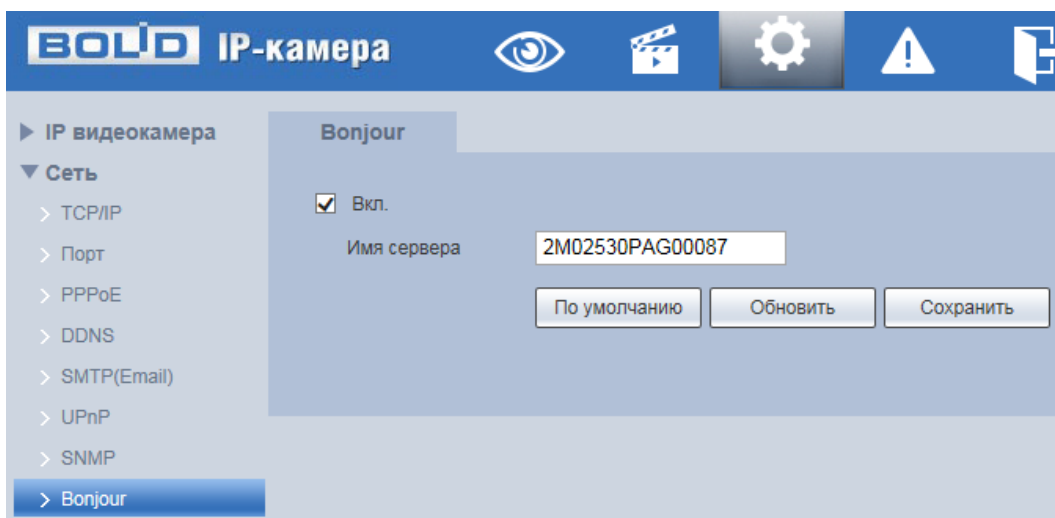 BOLID IP-камера
IP видеокамера
Сеть
TCP/IP
Порт
PPPoE
DDNS
SMTP(Email)
UPnP
SNMP
Bonjour
Bonjour
Вкл.
Имя сервера 2M02530PAG00087
По умолчанию Обновить Сохранить